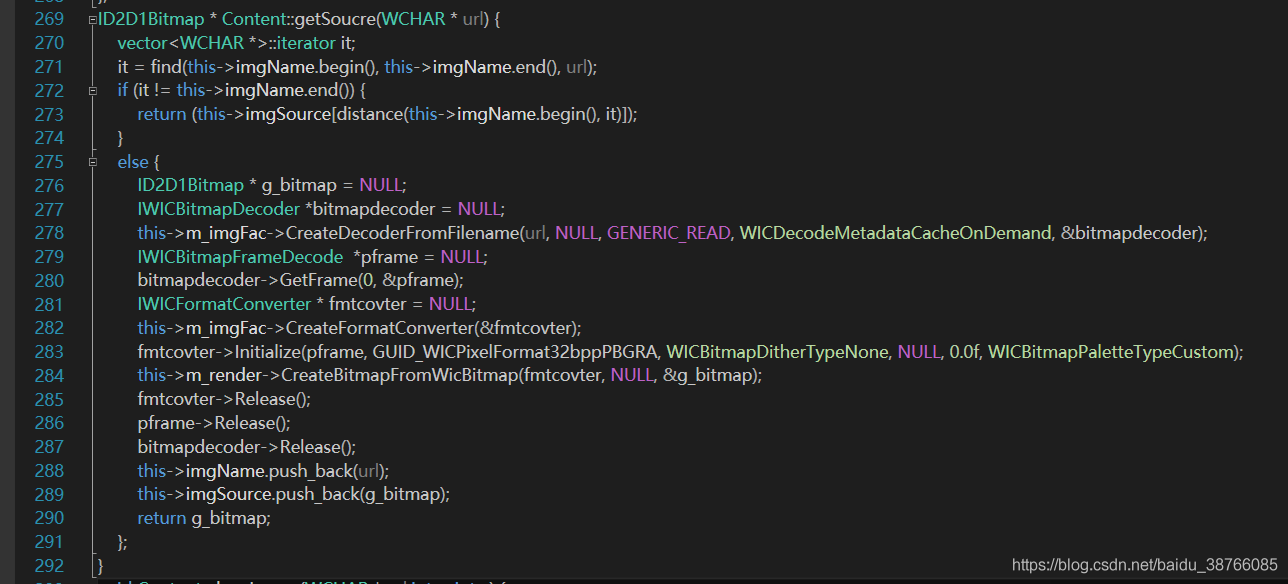 269 ID2D1Bitmap * Content::getSoucre(WCHAR * url) {
270 vector<WCHAR *>::iterator it;
271 it = find(this->imgName.begin(), this->imgName.end(), url);
272 if (it != this->imgName.end()) {
273 return (this->imgSource[distance(this->imgName.begin(), it)]);
274 }
275 else {
276 ID2D1Bitmap * g_bitmap = NULL;
277 IWICBitmapDecoder *bitmapdecoder = NULL;
278 this->m_imgFac->CreateDecoderFromFilename(url, NULL, GENERIC_READ, WICDecodeMetadataCacheOnDemand, &bitmapdecoder);
279 IWICBitmapFrameDecode *pframe = NULL;
280 bitmapdecoder->GetFrame(0, &pframe);
281 IWICFormatConverter * fmtcovter = NULL;
282 this->m_imgFac->CreateFormatConverter(&fmtcovter);
283 fmtcovter->Initialize(pframe, GUID_WICPixelFormat32bppPBGRA, WICBitmapDitherTypeNone, NULL, 0.0f, WICBitmapPaletteTypeCustom);
284 this->m_render->CreateBitmapFromWicBitmap(fmtcovter, NULL, &g_bitmap);
285 fmtcovter->Release();
286 pframe->Release();
287 bitmapdecoder->Release();
288 this->imgName.push_back(url);
289 this->imgSource.push_back(g_bitmap);
290 return g_bitmap;
291 };
292 }
https://blog.csdn.net/baidu_38766085